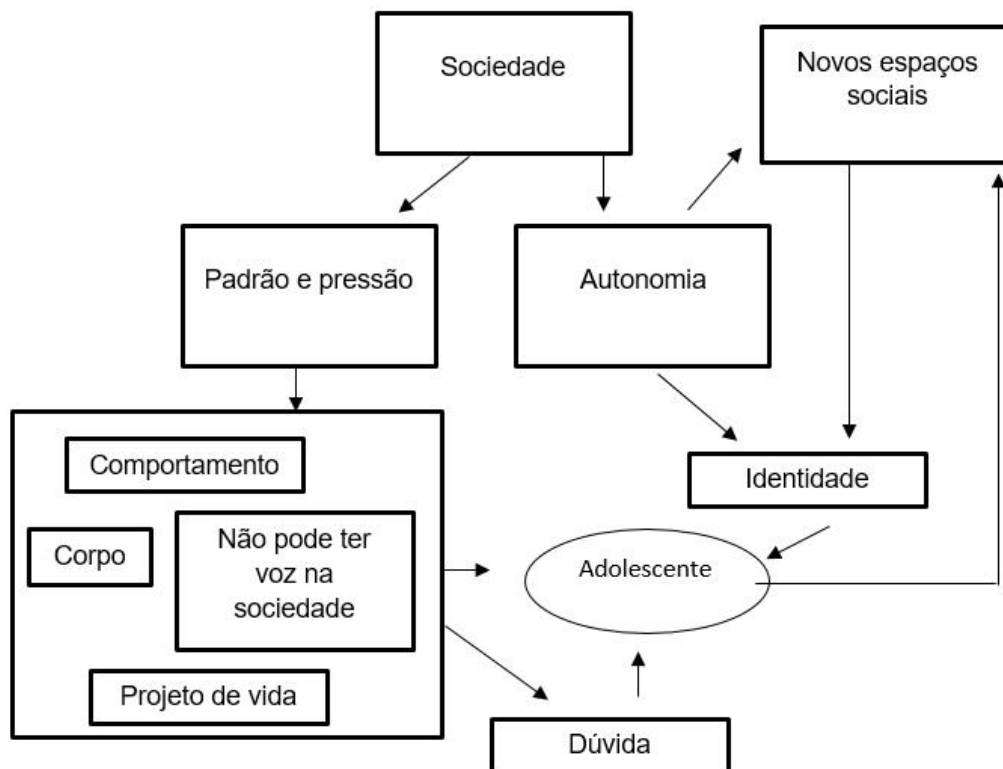 Sociedade
Novos espaços
sociais
Padrão e pressão
Autonomia
Comportamento
Identidade
Corpo
Não pode ter
voz na
sociedade
Adolescente
Projeto de vida
Dúvida